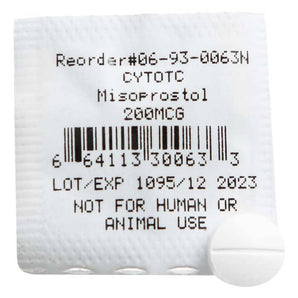 Reorder#06-93-0063N
CYTOTC
Misoprostol
200MCG
6 64113 30063 3
LOT/EXP 1095/12 2023
NOT FOR HUMAN OR
ANIMAL USE